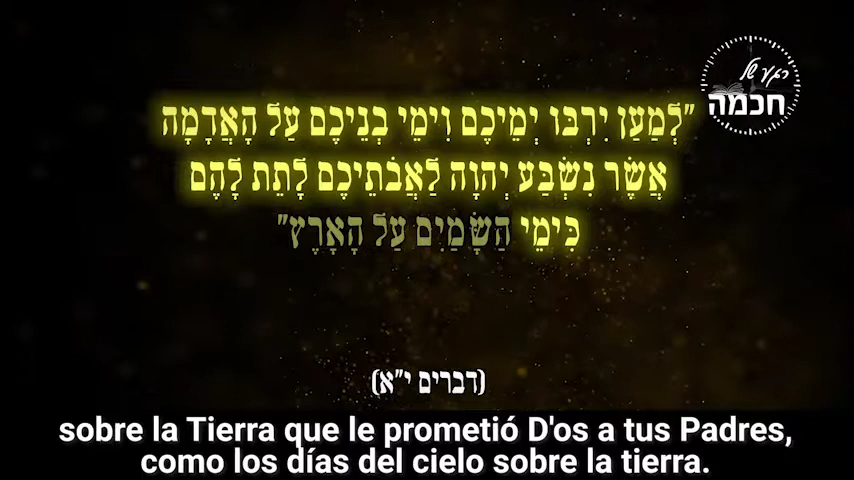 רגע של
חכמה
"לְמַעַן יִרְבּוּ יְמֵיכֶם וִימֵי בְנֵיכֶם עַל הָאֲדָמָה
אֲשֶׁר נִשְׁבַּע יְהוָה לַאֲבֹתֵיכֶם לָתֵת לָהֶם
כִּימֵי הַשָּׁמַיִם עַל הָאָרֶץ"
(דברים י"א)
sobre la Tierra que le prometió D'os a tus Padres,
como los días del cielo sobre la tierra.